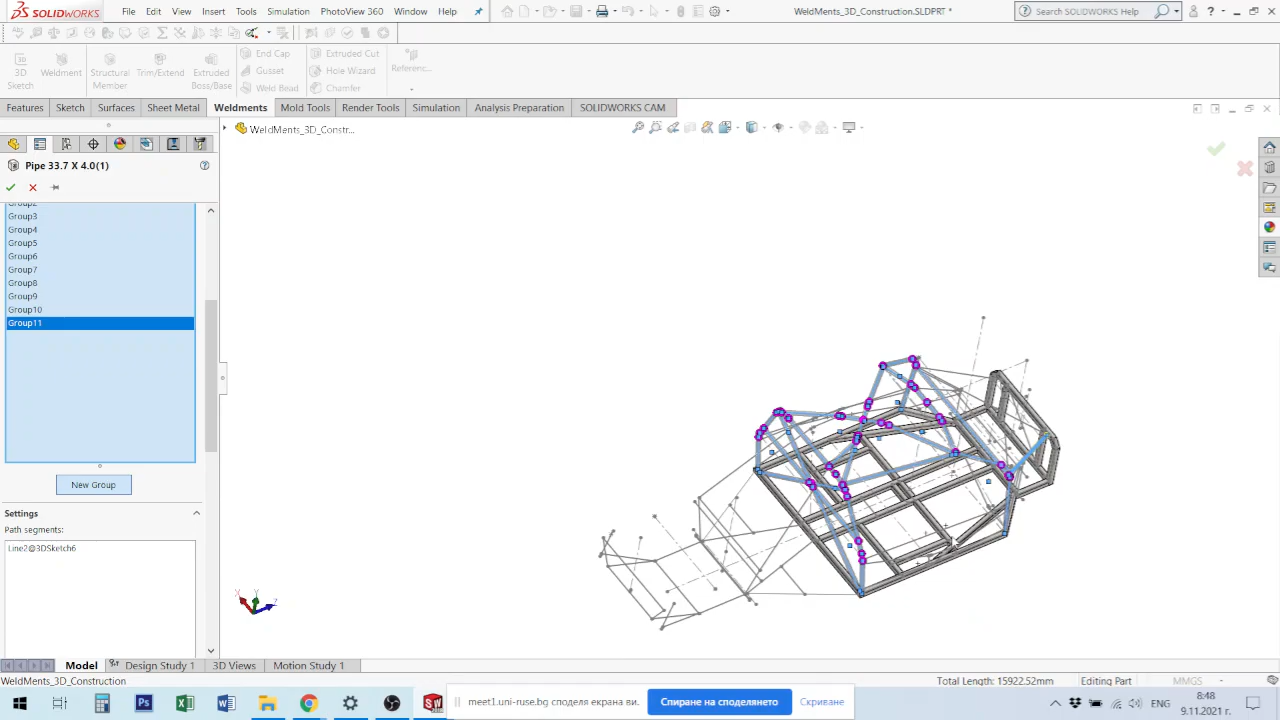 SOLIDWORKS File Edit View Insert Tools Simulation PhotoView 360 Window Help WeldMents_3D_Construction.SLDPRT * Search SOLIDWORKS Help
3D Sketch
Weldment
Structural Member
Trim/Extend
Extruded Boss/Base
End Cap
Gusset
Weld Bead
Extruded Cut
Hole Wizard
Chamfer
Referenc...
Features Sketch Surfaces Sheet Metal Weldments Mold Tools Render Tools Simulation Analysis Preparation SOLIDWORKS CAM
WeldMents_3D_Constr...
Pipe 33.7 X 4.0(1)
Group2
Group3
Group4
Group5
Group6
Group7
Group8
Group9
Group10
Group11
New Group
Settings
Path segments:
Line2@3DSketch6
Model Design Study 1 3D Views Motion Study 1
WeldMents_3D_Construction Total Length: 15922.52mm Editing Part MMGS
meet1.uni-ruse.bg споделя екрана ви. Спиране на споделянето Скриване
ENG 8:48
9.11.2021 г.